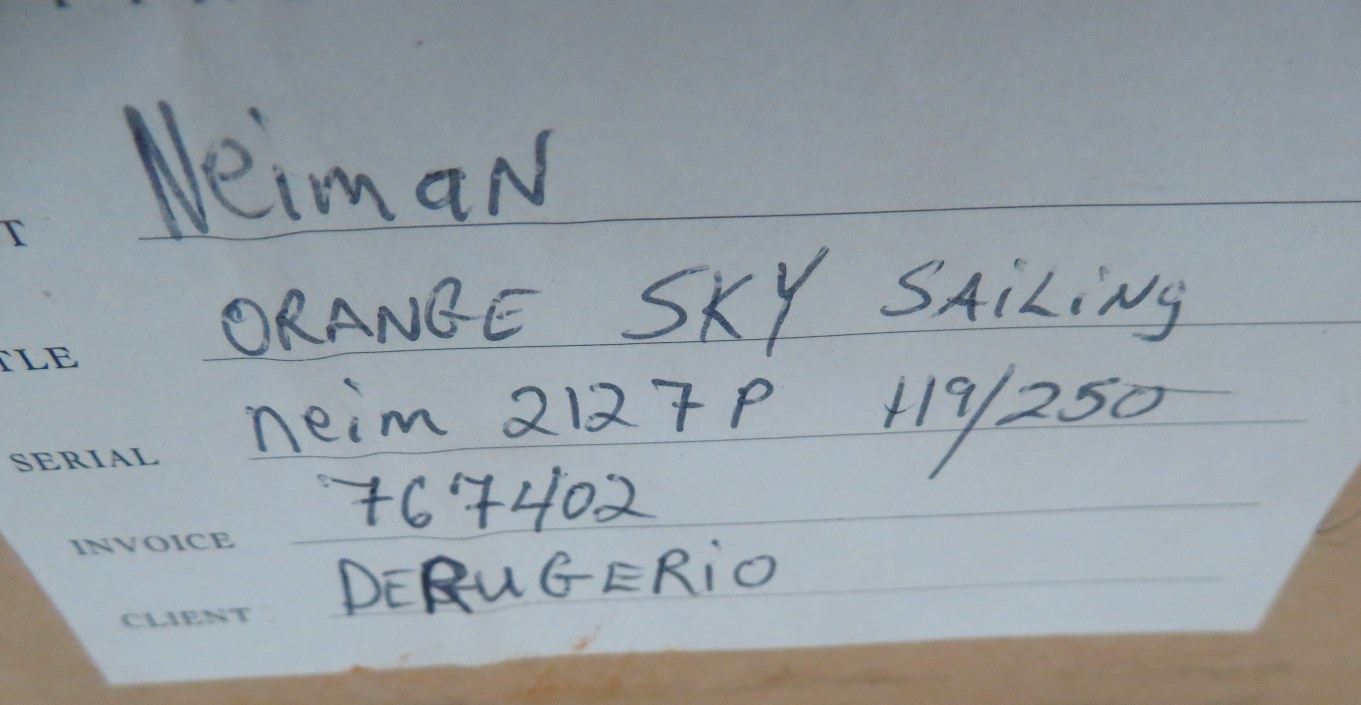 T NeimaN
TLE ORANGE SKY SAiLiNg
SERIAL neim 2127P 119/250
INVOICE 767402
CLIENT DERUGERiO